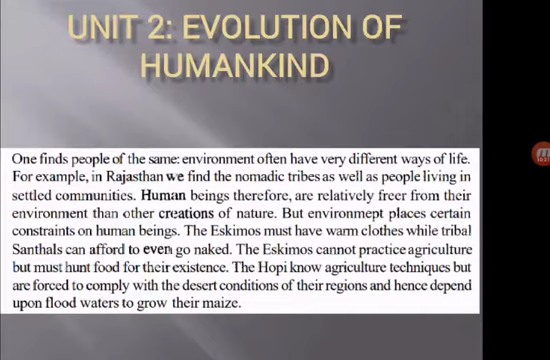 UNIT 2: EVOLUTION OF
HUMANKIND
One finds people of the same: environment often have very different ways of life.
For example, in Rajasthan we find the nomadic tribes as well as people living in
settled communities. Human beings therefore, are relatively freer from their
environment than other creations of nature. But environmept places certain
constraints on human beings. The Eskimos must have warm clothes while tribal
Santhals can afford to even go naked. The Eskimos cannot practice agriculture
but must hunt food for their existence. The Hopi know agriculture techniques but
are forced to comply with the desert conditions of their regions and hence depend
upon flood waters to grow their maize.